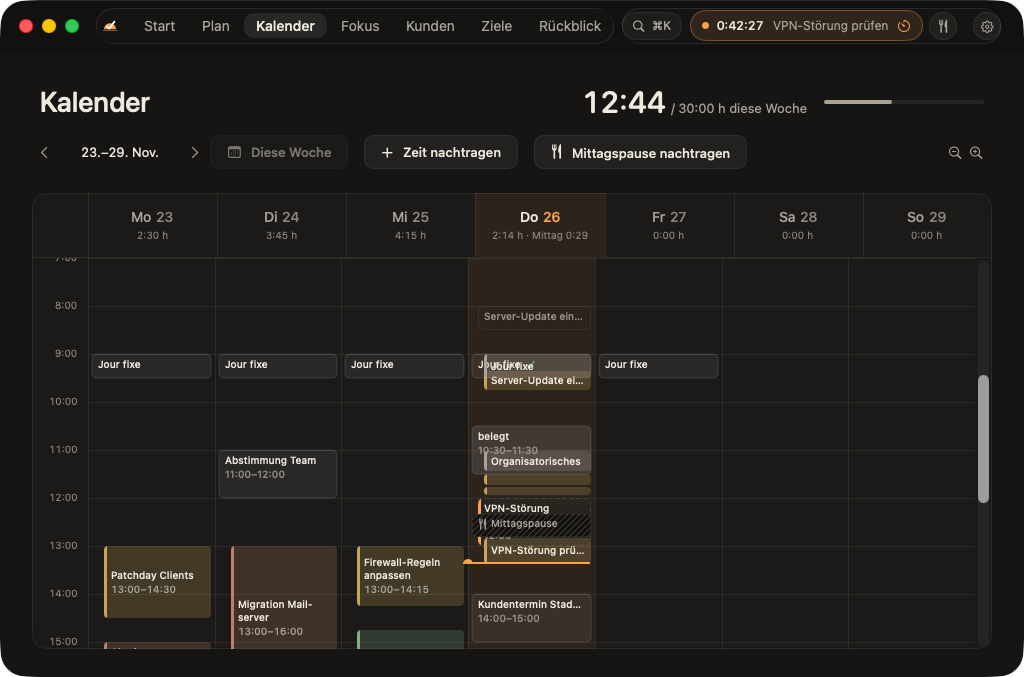 Start Plan Kalender Fokus Kunden Ziele Rückblick ⌘K 0:42:27 VPN-Störung prüfen
Kalender
12:44 / 30:00 h diese Woche
23.–29. Nov. Diese Woche + Zeit nachtragen Mittagspause nachtragen
Mo 23 Di 24 Mi 25 Do 26 Fr 27 Sa 28 So 29
2:30 h 3:45 h 4:15 h 2:14 h · Mittag 0:29 0:00 h 0:00 h 0:00 h
7:00
8:00
Server-Update ein…
9:00
Jour fixe Jour fixe Jour fixe Jour fixe Jour fixe
Jour fixe
Server-Update ei…
10:00
belegt
10:30–11:30
11:00
Abstimmung Team
11:00–12:00
Organisatorisches
12:00
VPN-Störung
Mittagspause
13:00
VPN-Störung prü…
Patchday Clients
13:00–14:30
Firewall-Regeln
anpassen
13:00–14:15
14:00
Migration Mail-
server
13:00–16:00
Kundentermin Stad…
14:00–15:00
15:00